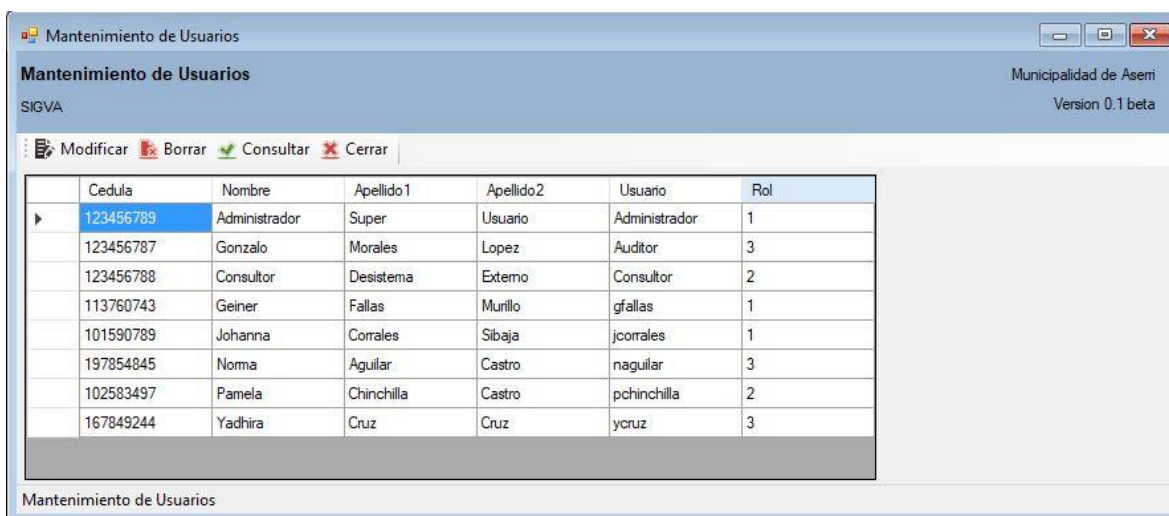 Mantenimiento de Usuarios
Mantenimiento de Usuarios
Municipalidad de Aserri
SIGVA
Version 0.1 beta
Modificar Borrar Consultar Cerrar
Cedula Nombre Apellido1 Apellido2 Usuario Rol
123456789 Administrador Super Usuario Administrador 1
123456787 Gonzalo Morales Lopez Auditor 3
123456788 Consultor Desistema Externo Consultor 2
113760743 Geiner Fallas Murillo gfallas 1
101590789 Johanna Corrales Sibaja jcorrales 1
197854845 Norma Aguilar Castro naguilar 3
102583497 Pamela Chinchilla Castro pchinchilla 2
167849244 Yadhira Cruz Cruz ycruz 3
Mantenimiento de Usuarios